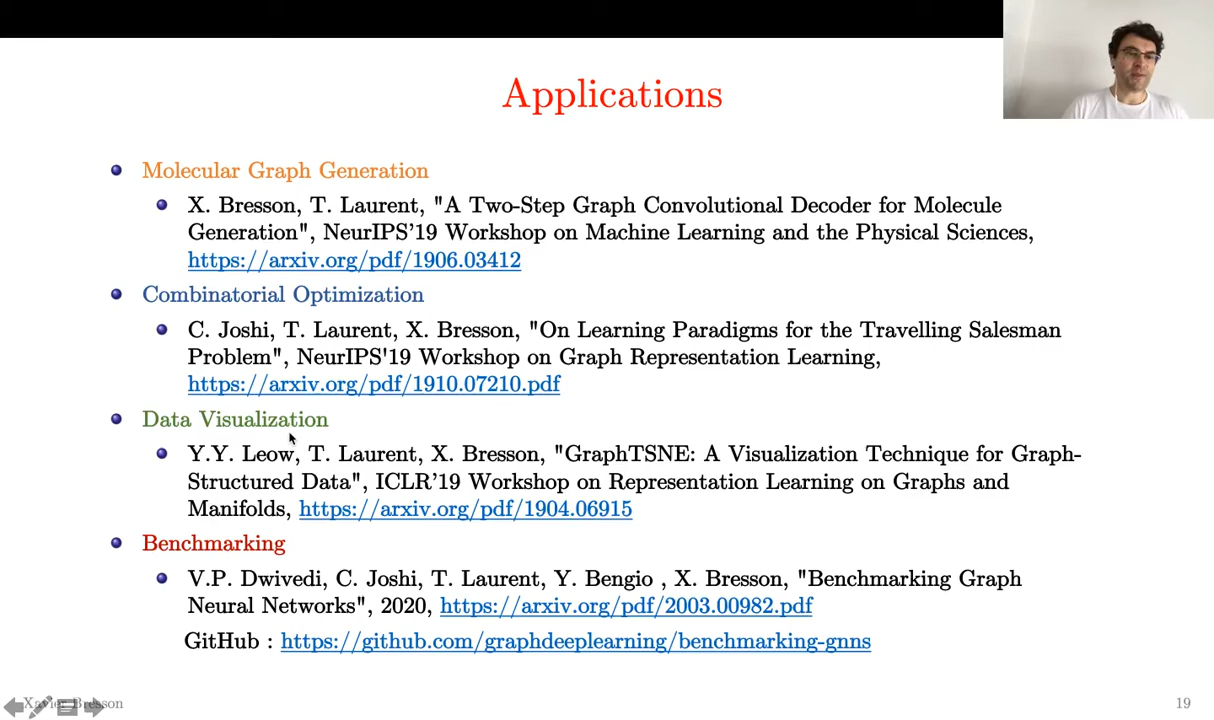 Applications
Molecular Graph Generation
X. Bresson, T. Laurent, "A Two-Step Graph Convolutional Decoder for Molecule
Generation", NeurIPS’19 Workshop on Machine Learning and the Physical Sciences,
https://arxiv.org/pdf/1906.03412
Combinatorial Optimization
C. Joshi, T. Laurent, X. Bresson, "On Learning Paradigms for the Travelling Salesman
Problem", NeurIPS'19 Workshop on Graph Representation Learning,
https://arxiv.org/pdf/1910.07210.pdf
Data Visualization
Y.Y. Leow, T. Laurent, X. Bresson, "GraphTSNE: A Visualization Technique for Graph-
Structured Data", ICLR’19 Workshop on Representation Learning on Graphs and
Manifolds, https://arxiv.org/pdf/1904.06915
Benchmarking
V.P. Dwivedi, C. Joshi, T. Laurent, Y. Bengio , X. Bresson, "Benchmarking Graph
Neural Networks", 2020, https://arxiv.org/pdf/2003.00982.pdf
GitHub : https://github.com/graphdeeplearning/benchmarking-gnns
Xavier Bresson 19